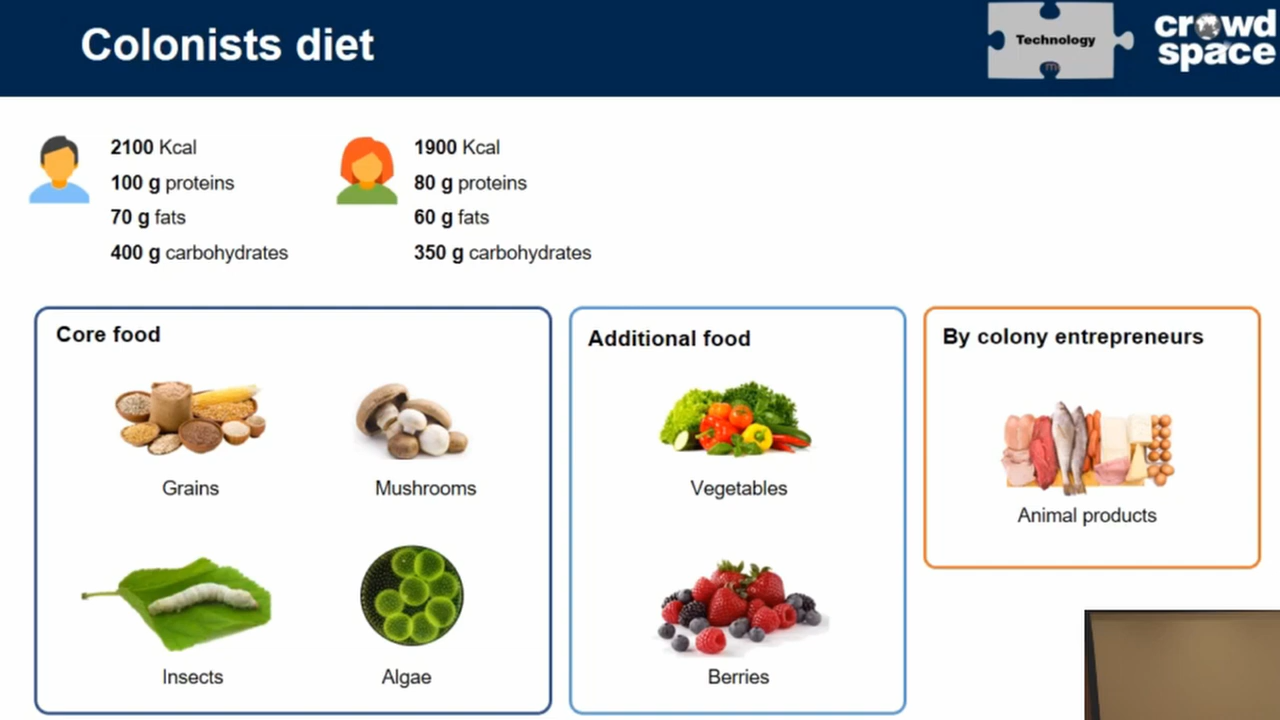 Colonists diet
Technology
crowd
space
2100 Kcal
100 g proteins
70 g fats
400 g carbohydrates
1900 Kcal
80 g proteins
60 g fats
350 g carbohydrates
Core food
Grains
Mushrooms
Insects
Algae
Additional food
Vegetables
Berries
By colony entrepreneurs
Animal products